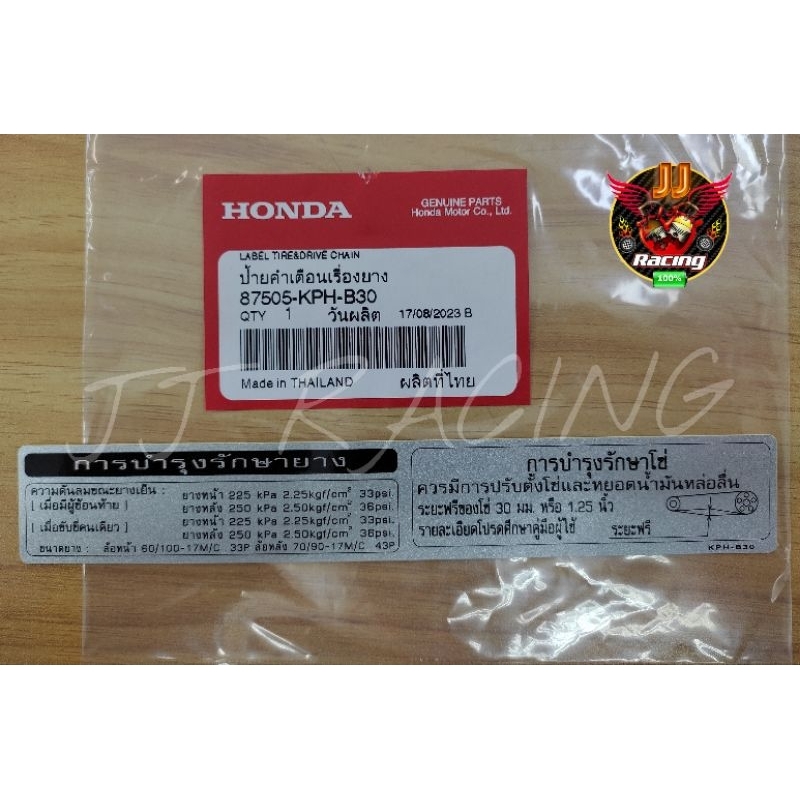 HONDA
GENUINE PARTS
Honda Motor Co., Ltd.
LABEL TIRE&DRIVE CHAIN
ป้ายคำเตือนเรื่องยาง
87505-KPH-B30
QTY 1 วันผลิต 17/08/2023 B
Made in THAILAND ผลิตที่ไทย
JJ
Racing
100%
JJ RACING
การบำรุงรักษายาง
ความดันลมขณะยางเย็น : ยางหน้า 225 kPa 2.25kgf/cm² 33psi.
[ เมื่อมีผู้ซ้อนท้าย ] ยางหลัง 250 kPa 2.50kgf/cm² 36psi.
ยางหน้า 225 kPa 2.25kgf/cm² 33psi.
[ เมื่อขับขี่คนเดียว ] ยางหลัง 250 kPa 2.50kgf/cm² 36psi.
ขนาดยาง : ล้อหน้า 60/100-17M/C 33P ล้อหลัง 70/90-17M/C 43P
การบำรุงรักษาโซ่
ควรมีการปรับตั้งโซ่และหยอดน้ำมันหล่อลื่น
ระยะฟรีของโซ่ 30 มม. หรือ 1.25 นิ้ว
รายละเอียดโปรดศึกษาคู่มือผู้ใช้ ระยะฟรี
KPH-B30